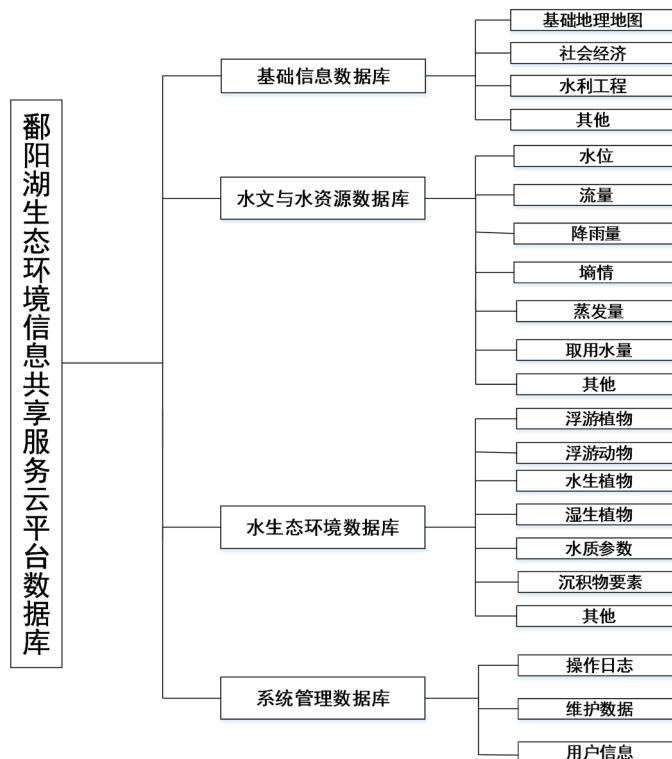 鄱阳湖生态环境信息共享服务云平台数据库
基础信息数据库
基础地理地图
社会经济
水利工程
其他
水文与水资源数据库
水位
流量
降雨量
墒情
蒸发量
取用水量
其他
水生态环境数据库
浮游植物
浮游动物
水生植物
湿生植物
水质参数
沉积物要素
其他
系统管理数据库
操作日志
维护数据
用户信息